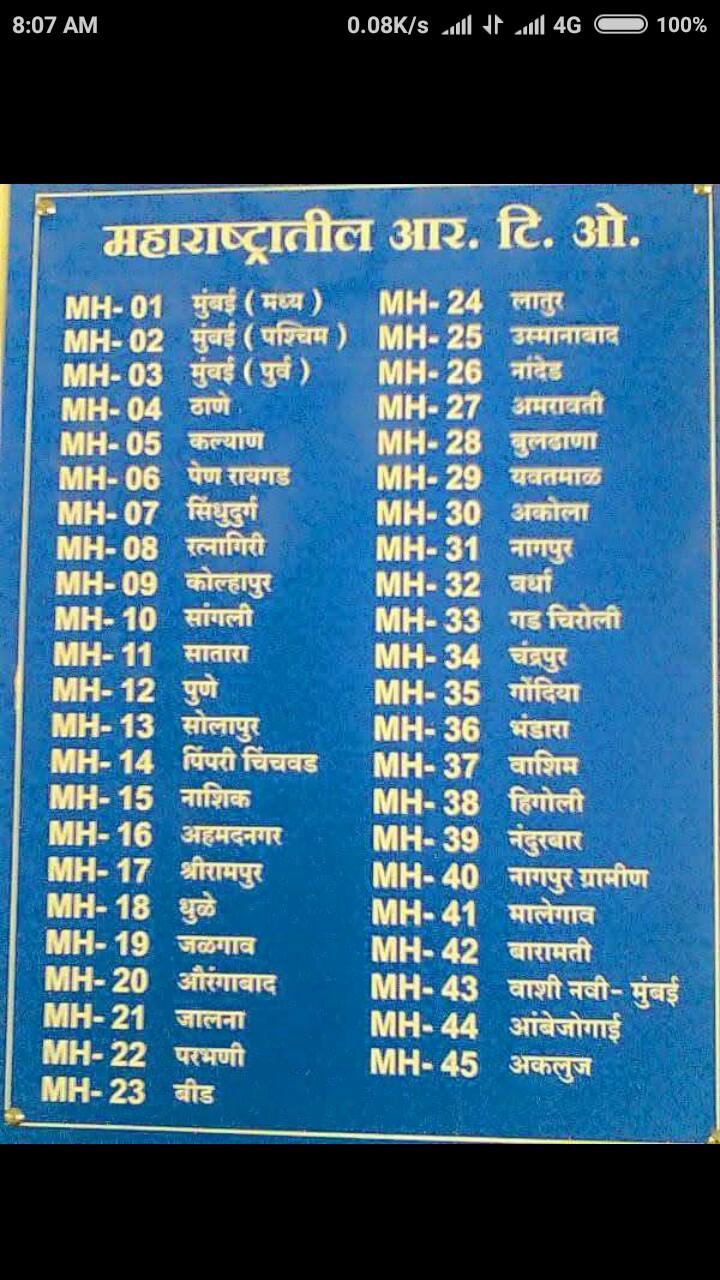 8:07 AM 0.08K/s 4G 100%
महाराष्ट्रातील आर. टि. ओ.
MH- 01 मुंबई ( मध्य )
MH- 02 मुंबई ( पश्चिम )
MH- 03 मुंबई ( पुर्व )
MH- 04 ठाणे
MH- 05 कल्याण
MH- 06 पेण रायगड
MH- 07 सिंधुदुर्ग
MH- 08 रत्नागिरी
MH- 09 कोल्हापुर
MH- 10 सांगली
MH- 11 सातारा
MH- 12 पुणे
MH- 13 सोलापुर
MH- 14 पिंपरी चिंचवड
MH- 15 नाशिक
MH- 16 अहमदनगर
MH- 17 श्रीरामपुर
MH- 18 धुळे
MH- 19 जळगाव
MH- 20 औरंगाबाद
MH- 21 जालना
MH- 22 परभणी
MH- 23 बीड
MH- 24 लातुर
MH- 25 उस्मानाबाद
MH- 26 नांदेड
MH- 27 अमरावती
MH- 28 बुलढाणा
MH- 29 यवतमाळ
MH- 30 अकोला
MH- 31 नागपुर
MH- 32 वर्धा
MH- 33 गड चिरोली
MH- 34 चंद्रपुर
MH- 35 गोंदिया
MH- 36 भंडारा
MH- 37 वाशिम
MH- 38 हिगोली
MH- 39 नंदुरबार
MH- 40 नागपुर ग्रामीण
MH- 41 मालेगाव
MH- 42 बारामती
MH- 43 वाशी नवी- मुंबई
MH- 44 आंबेजोगाई
MH- 45 अकलुज